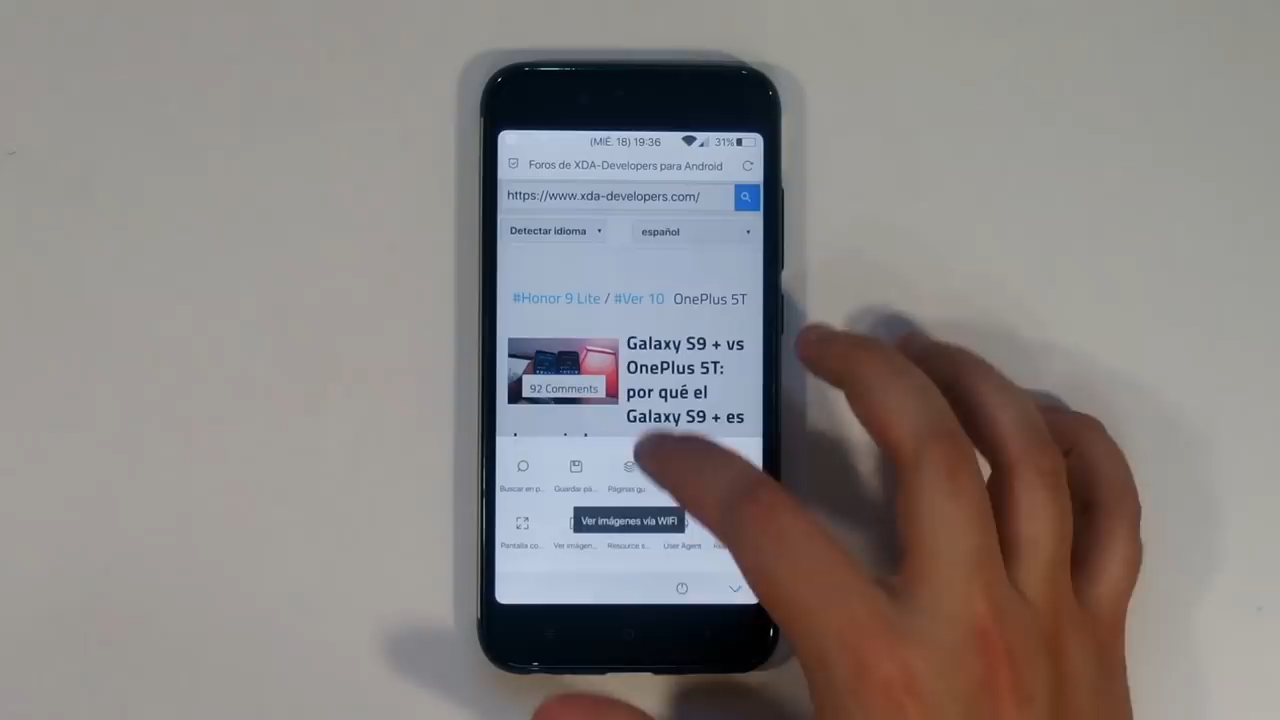 (MIÉ. 18) 19:36 31%
Foros de XDA-Developers para Android
https://www.xda-developers.com/
Detectar idioma español
#Honor 9 Lite / #Ver 10 OnePlus 5T
Galaxy S9 + vs
OnePlus 5T:
por qué el
Galaxy S9 + es
92 Comments
Buscar en p... Guardar pá... Páginas gu
Ver imágenes vía WIFI
Pantalla co... Ver imágen... Resource s... User Agent